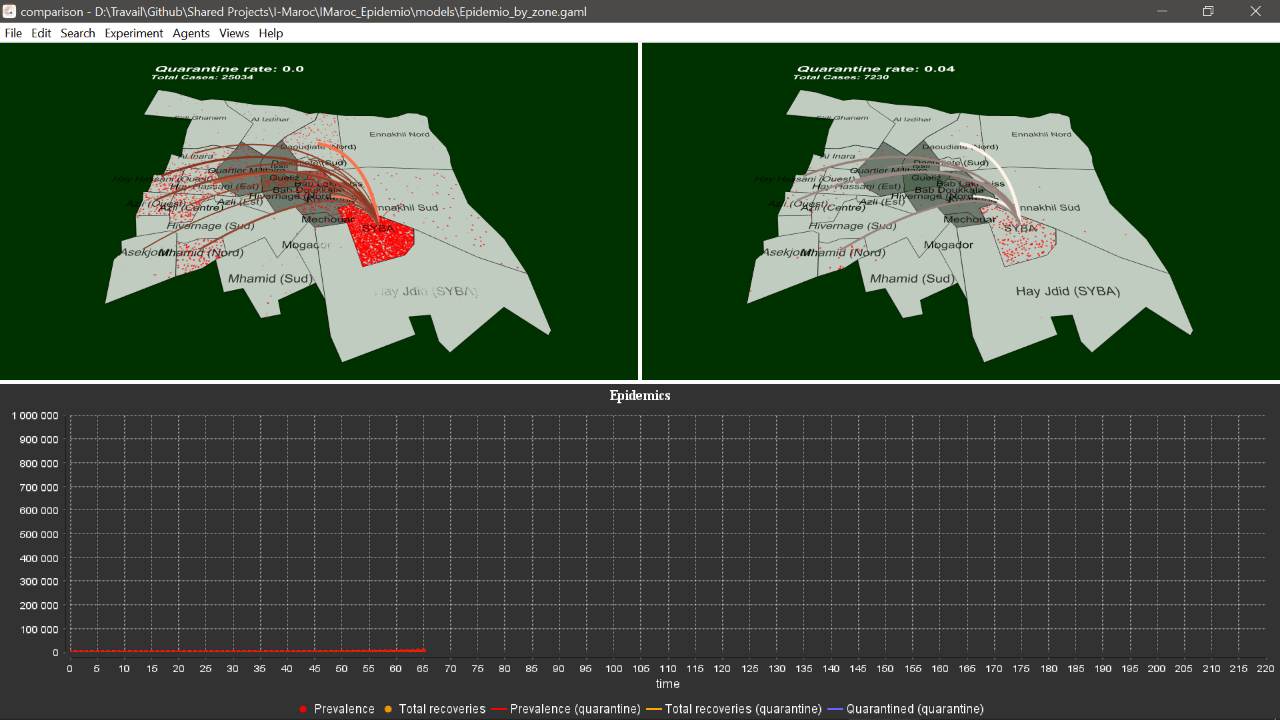 comparison - D:\Travail\Github\Shared Projects\I-Maroc\IMaroc_Epidemio\models\Epidemio_by_zone.gaml
File Edit Search Experiment Agents Views Help
Quarantine rate: 0.0
Total Cases: 25034
Sidi Ghanem
Al Izdihar
Ennakhil Nord
Daoudiate (Nord)
Al Inara
Daoudiate (Sud)
Quartier Militaire
Hay Hassani (Ouest)
Gueliz
Hay Hassani (Est)
Bab Doukkala
Hivernage (Nord)
Azli (Ouest)
Azli (Centre)
Azli (Est)
Ennakhil Sud
Mechouar
Hivernage (Sud)
SYBA
Mogador
Asekjour
Mhamid (Nord)
Mhamid (Sud)
Hay Jdid (SYBA)
Quarantine rate: 0.04
Total Cases: 7230
Sidi Ghanem
Al Izdihar
Ennakhil Nord
Daoudiate (Nord)
Al Inara
Daoudiate (Sud)
Quartier Militaire
Hay Hassani (Ouest)
Gueliz
Hay Hassani (Est)
Bab Doukkala
Hivernage (Nord)
Azli (Ouest)
Azli (Centre)
Azli (Est)
Ennakhil Sud
Mechouar
Hivernage (Sud)
SYBA
Mogador
Asekjour
Mhamid (Nord)
Mhamid (Sud)
Hay Jdid (SYBA)
Epidemics
1 000 000
900 000
800 000
700 000
600 000
500 000
400 000
300 000
200 000
100 000
0
0 5 10 15 20 25 30 35 40 45 50 55 60 65 70 75 80 85 90 95 100 105 110 115 120 125 130 135 140 145 150 155 160 165 170 175 180 185 190 195 200 205 210 215 220
time
Prevalence Total recoveries Prevalence (quarantine) Total recoveries (quarantine) Quarantined (quarantine)